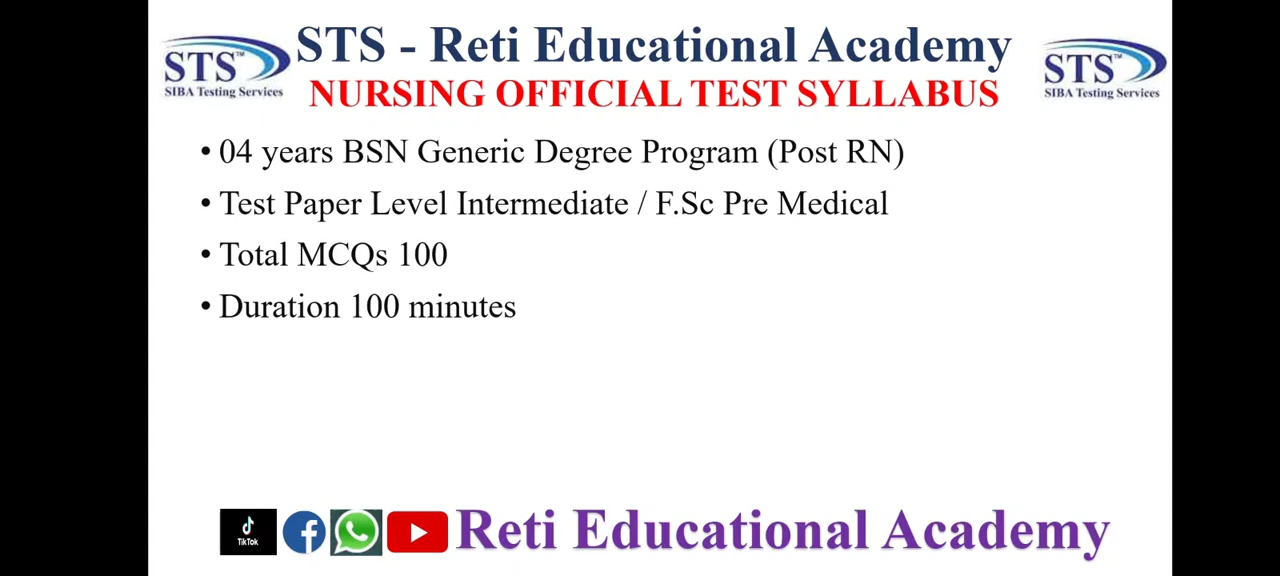 STS - Reti Educational Academy
NURSING OFFICIAL TEST SYLLABUS
STS™
SIBA Testing Services
STS™
SIBA Testing Services
• 04 years BSN Generic Degree Program (Post RN)
• Test Paper Level Intermediate / F.Sc Pre Medical
• Total MCQs 100
• Duration 100 minutes
TikTok
Reti Educational Academy